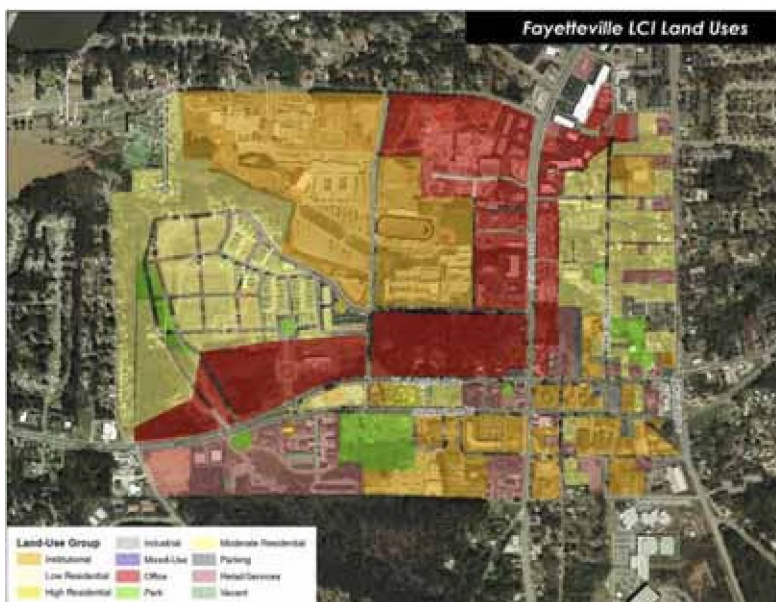 Fayetteville LCI Land Uses
Land-Use Group
Institutional
Low Residential
High Residential
Industrial
Mixed-Use
Office
Park
Moderate Residential
Parking
Retail/Services
Vacant